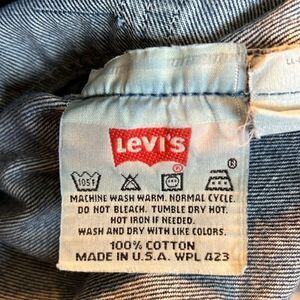 LEVI'S
®
105F
MACHINE WASH WARM. NORMAL CYCLE.
DO NOT BLEACH. TUMBLE DRY HOT.
HOT IRON IF NEEDED.
WASH AND DRY WITH LIKE COLORS.
100% COTTON
MADE IN U.S.A. WPL 423